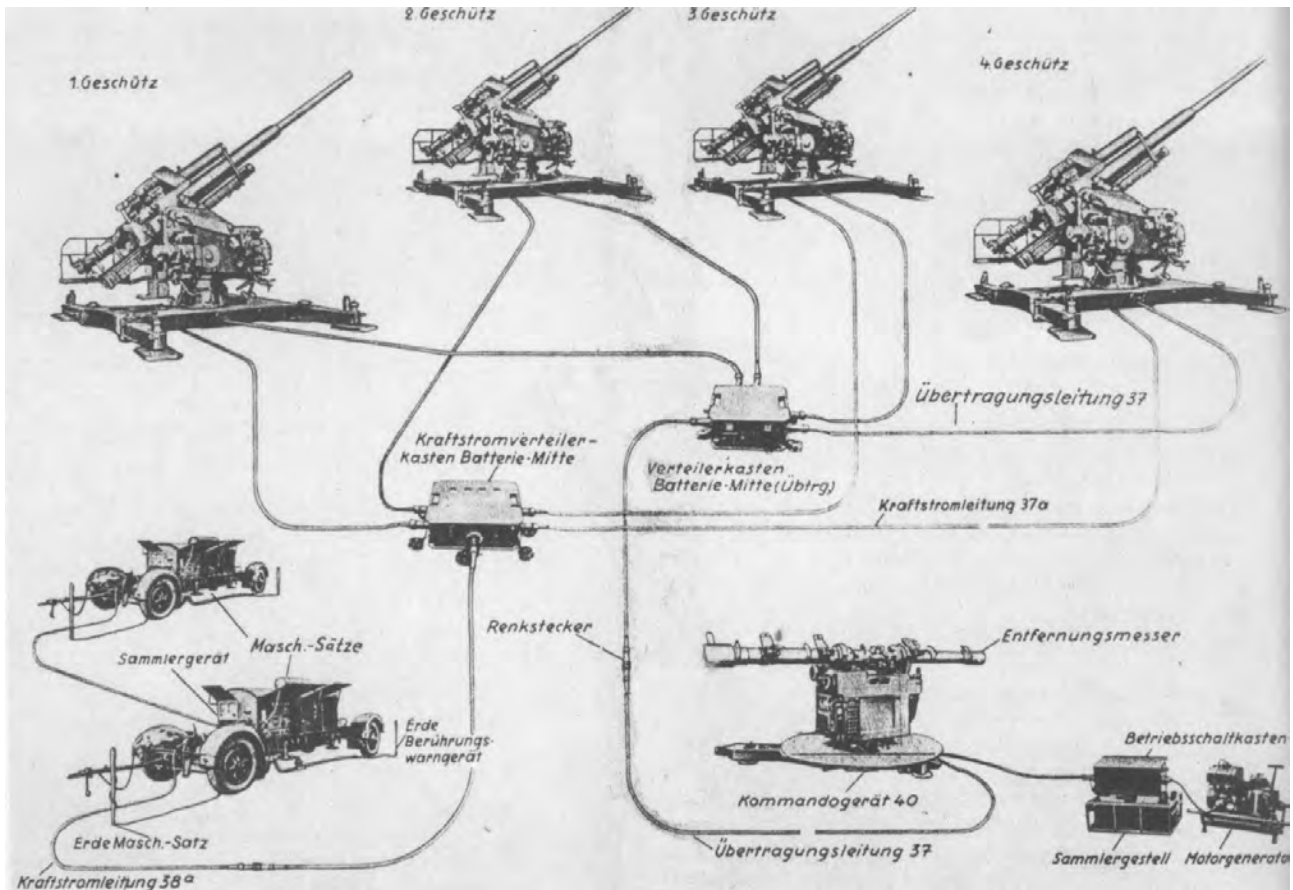 2.Geschütz
3.Geschütz
1.Geschütz
4.Geschütz
Übertragungsleitung 37
Kraftstromverteiler-
kasten Batterie-Mitte
Verteilerkasten
Batterie-Mitte (Übtrg)
Kraftstromleitung 37a
Renkstecker
Entfernungsmesser
Masch.-Sätze
Sammlergerät
Erde
Berührungs-
warngerät
Betriebsschaltkasten
Kommandogerät 40
Erde Masch.-Satz
Übertragungsleitung 37
Sammlergestell
Motorgenerator
Kraftstromleitung 38a